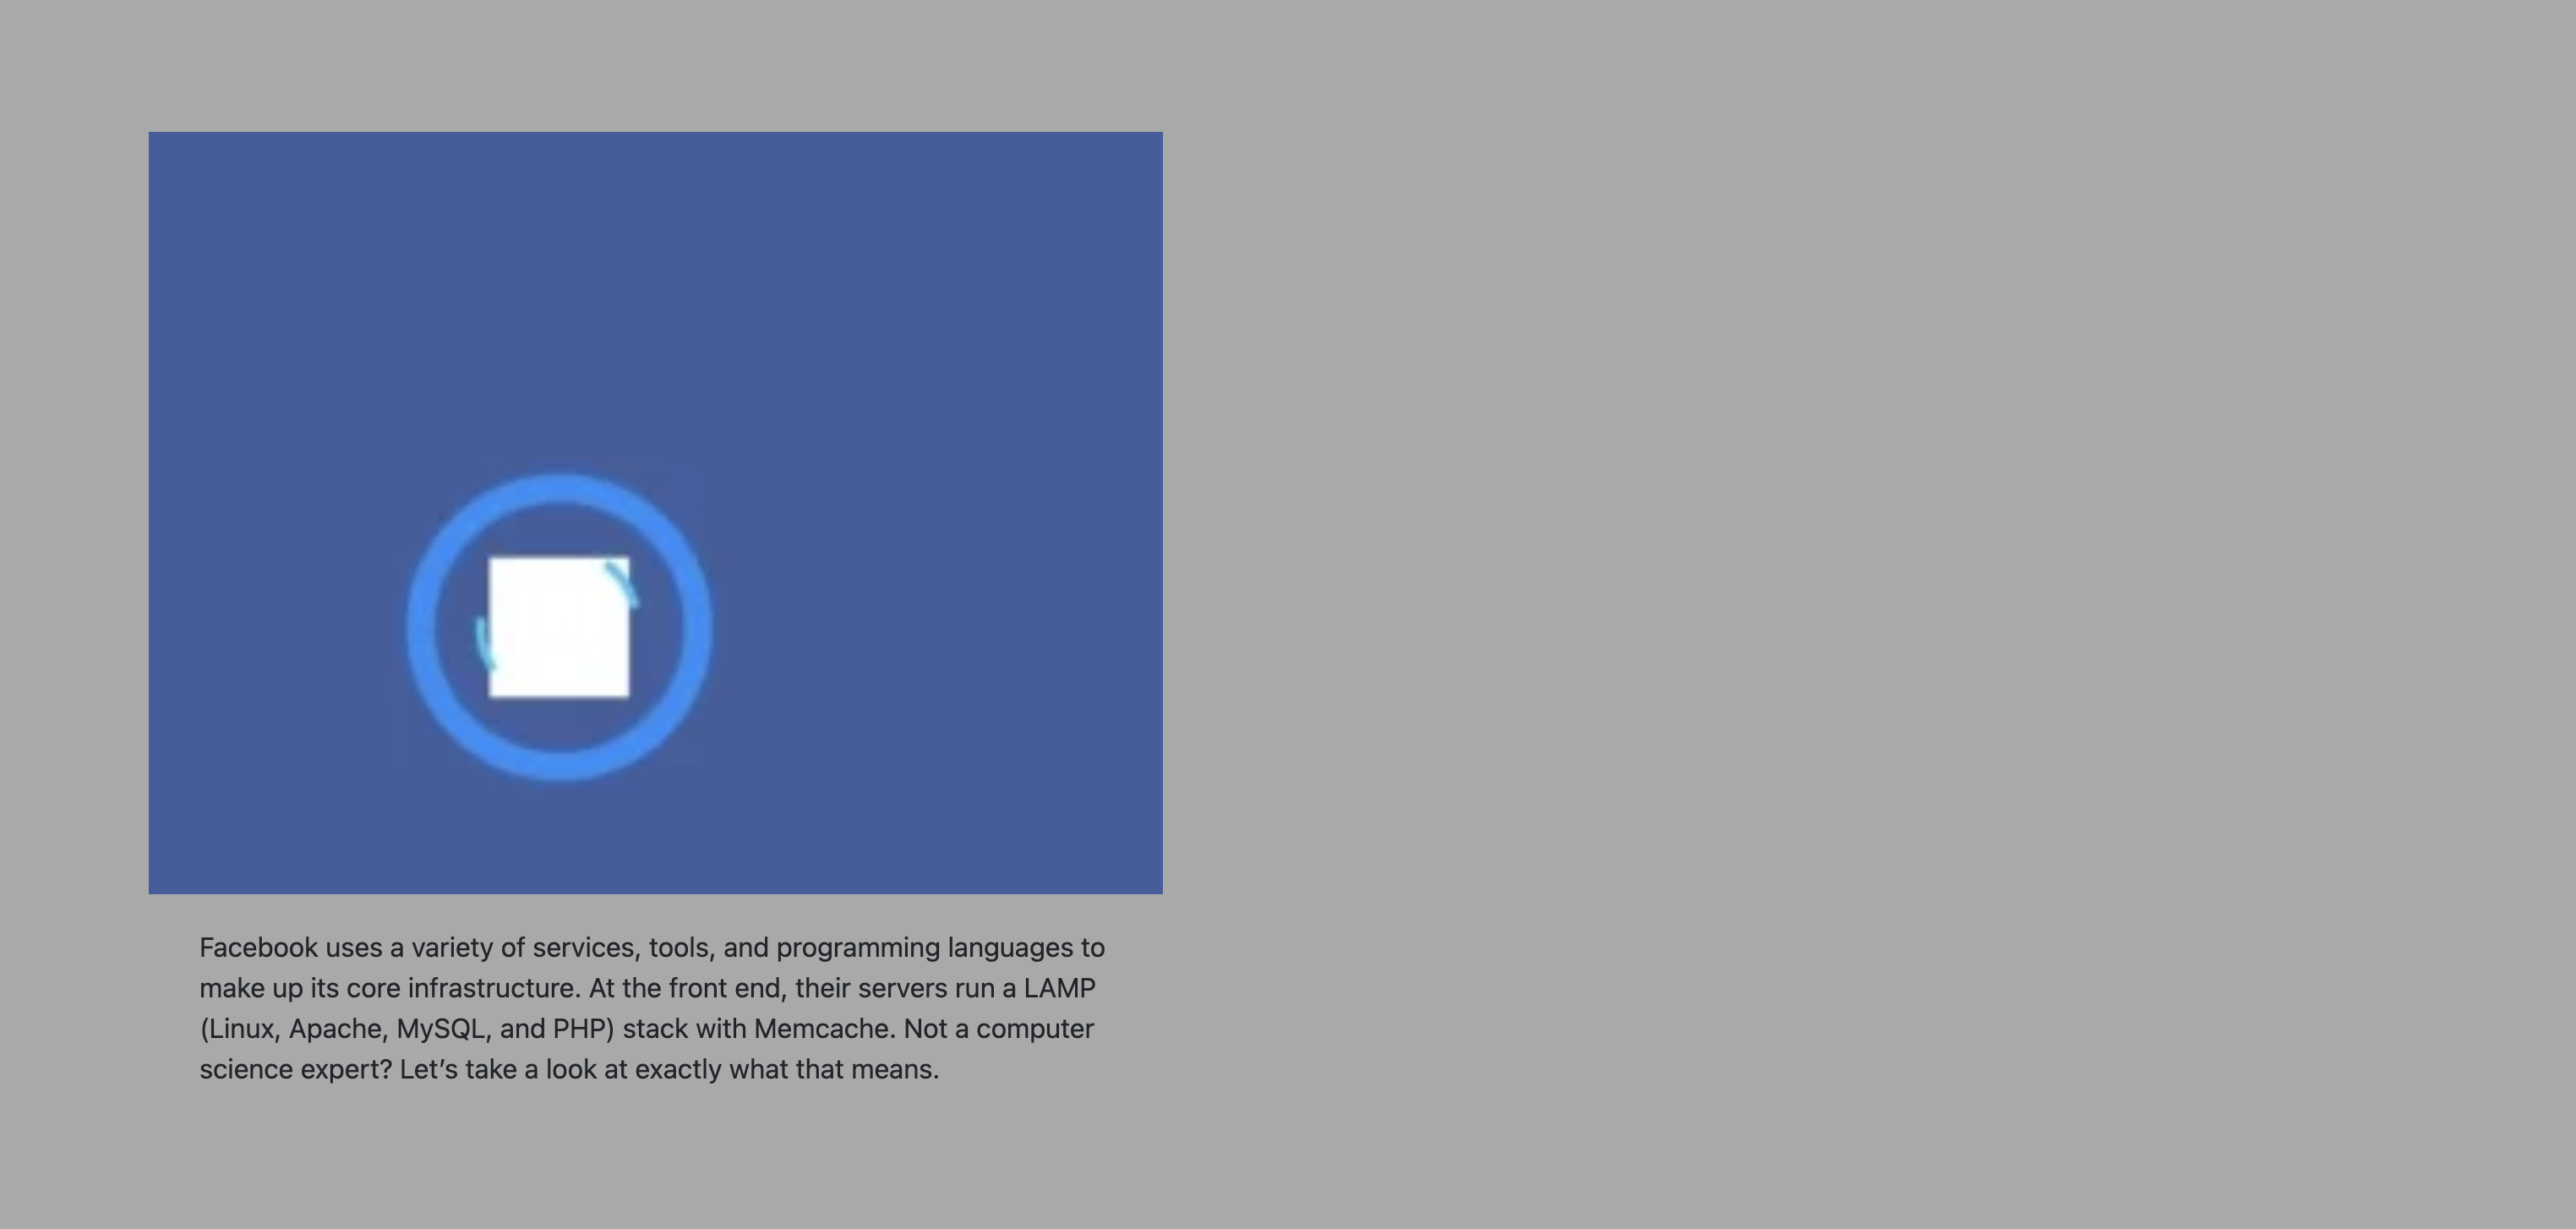 Facebook uses a variety of services, tools, and programming languages to
make up its core infrastructure. At the front end, their servers run a LAMP
(Linux, Apache, MySQL, and PHP) stack with Memcache. Not a computer
science expert? Let’s take a look at exactly what that means.